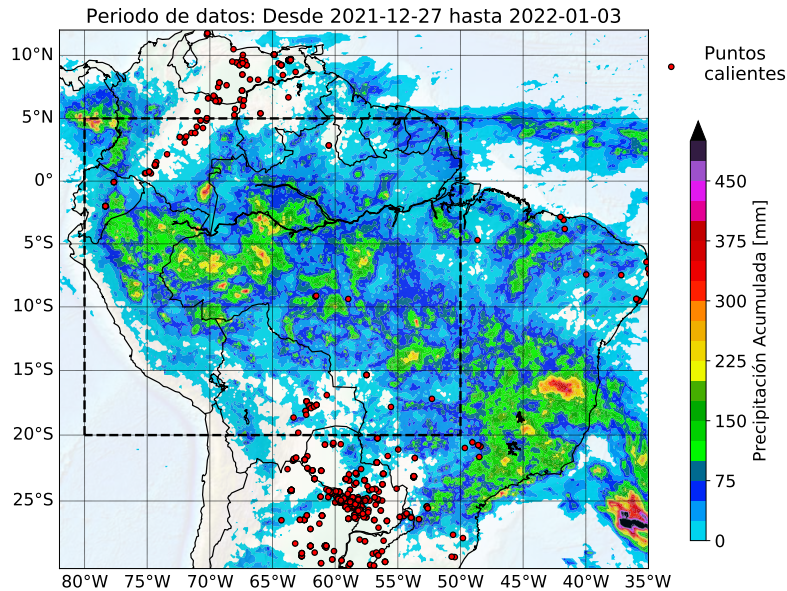 Periodo de datos: Desde 2021-12-27 hasta 2022-01-03
10°N
5°N
0°
5°S
10°S
15°S
20°S
25°S
80°W 75°W 70°W 65°W 60°W 55°W 50°W 45°W 40°W 35°W
Puntos
calientes
450
375
300
225
150
75
0
Precipitación Acumulada [mm]